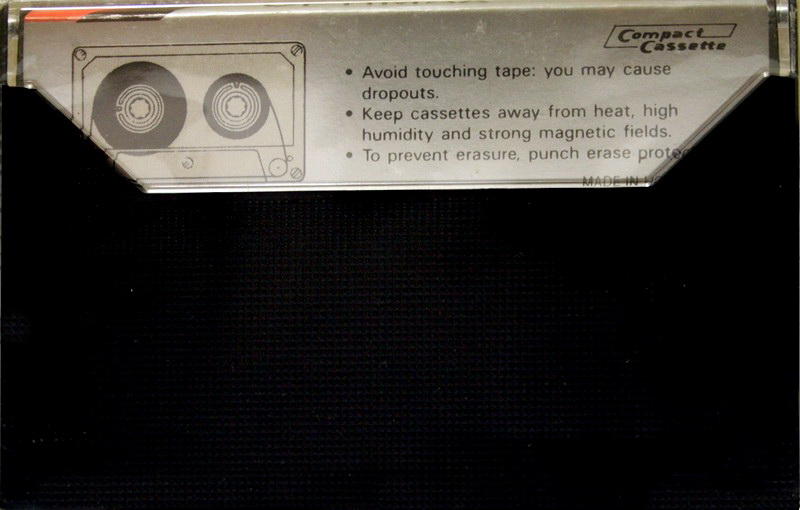 Compact
Cassette
• Avoid touching tape: you may cause
dropouts.
• Keep cassettes away from heat, high
humidity and strong magnetic fields.
• To prevent erasure, punch erase
MADE IN